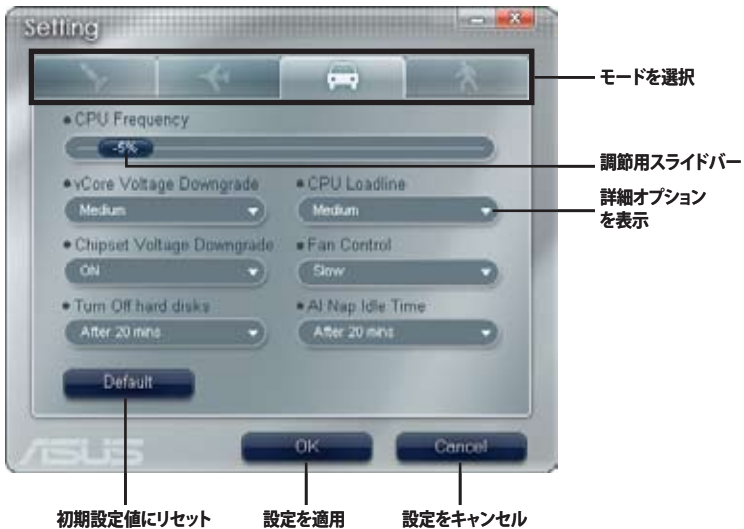 Setting
モードを選択
CPU Frequency
-5%
調節用スライドバー
vCore Voltage Downgrade
CPU Loadline
詳細オプション
を表示
Medium
Medium
Chipset Voltage Downgrade
Fan Control
ON
Slow
Turn Off hard disks
AI Nap Idle Time
After 20 mins
After 20 mins
Default
ASUS
OK
Cancel
初期設定値にリセット
設定を適用
設定をキャンセル